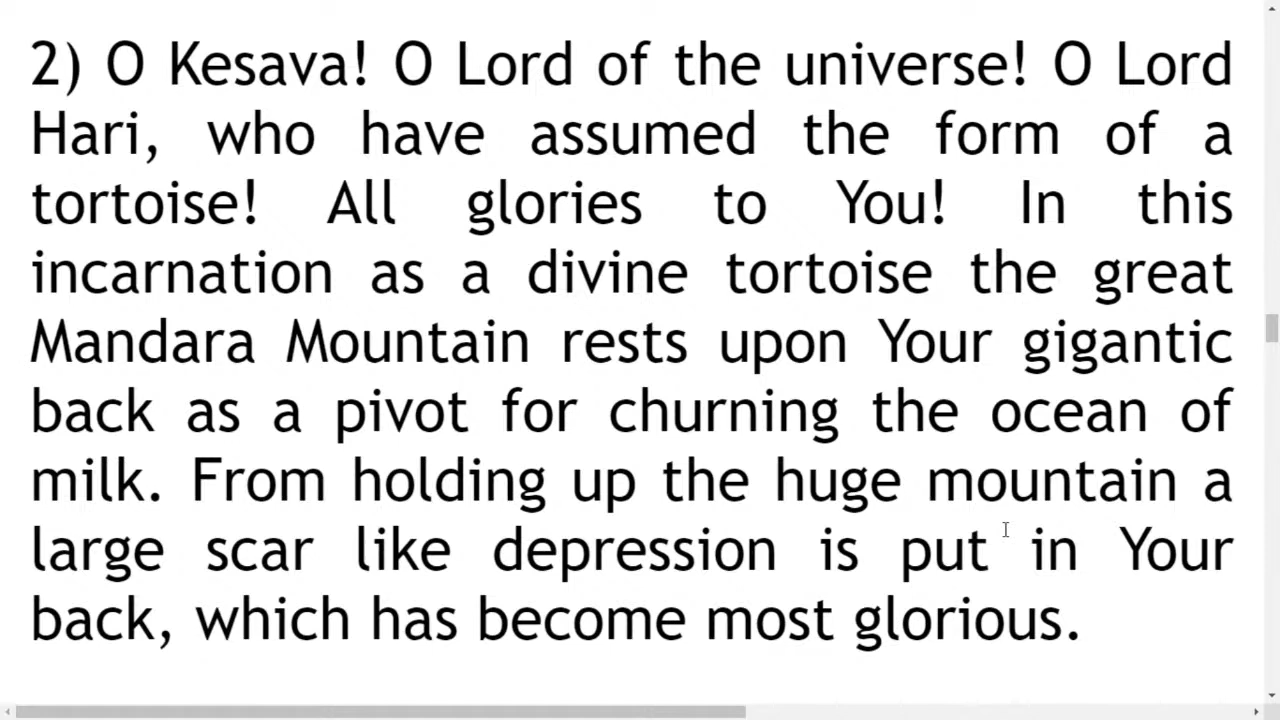 2) O Kesava! O Lord of the universe! O Lord
Hari, who have assumed the form of a
tortoise! All glories to You! In this
incarnation as a divine tortoise the great
Mandara Mountain rests upon Your gigantic
back as a pivot for churning the ocean of
milk. From holding up the huge mountain a
large scar like depression is put in Your
back, which has become most glorious.